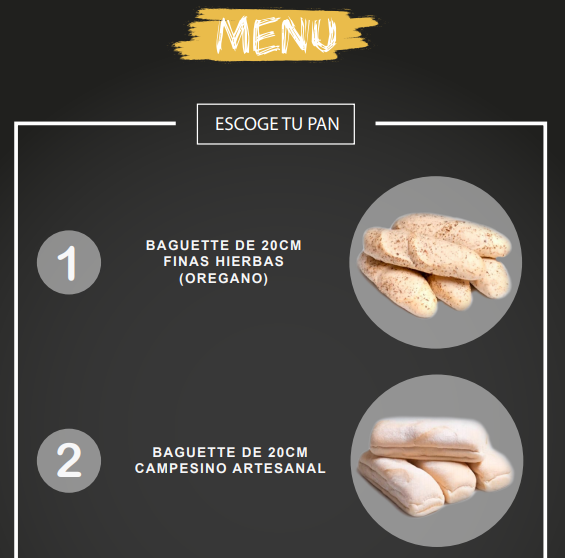 MENU
ESCOGE TU PAN
1
BAGUETTE DE 20CM
FINAS HIERBAS
(OREGANO)
2
BAGUETTE DE 20CM
CAMPESINO ARTESANAL